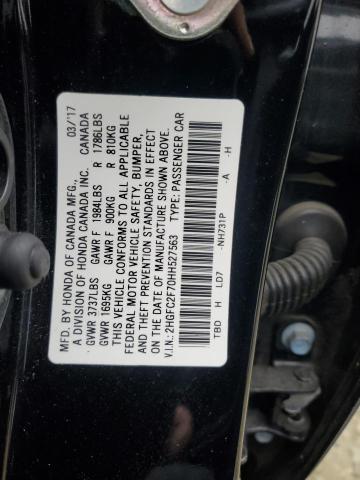 MFD. BY HONDA OF CANADA MFG. 03/'17
A DIVISION OF HONDA CANADA INC. CANADA
GVWR 3737LBS GAWR F 1984LBS R 1786LBS
GVWR 1695KG GAWR F 900KG R 810KG
THIS VEHICLE CONFORMS TO ALL APPLICABLE
FEDERAL MOTOR VEHICLE SAFETY, BUMPER,
AND THEFT PREVENTION STANDARDS IN EFFECT
ON THE DATE OF MANUFACTURE SHOWN ABOVE.
V.I.N.: 2HGFC2F70HH527563 TYPE: PASSENGER CAR
TBD H LD7 -NH731P -A -H